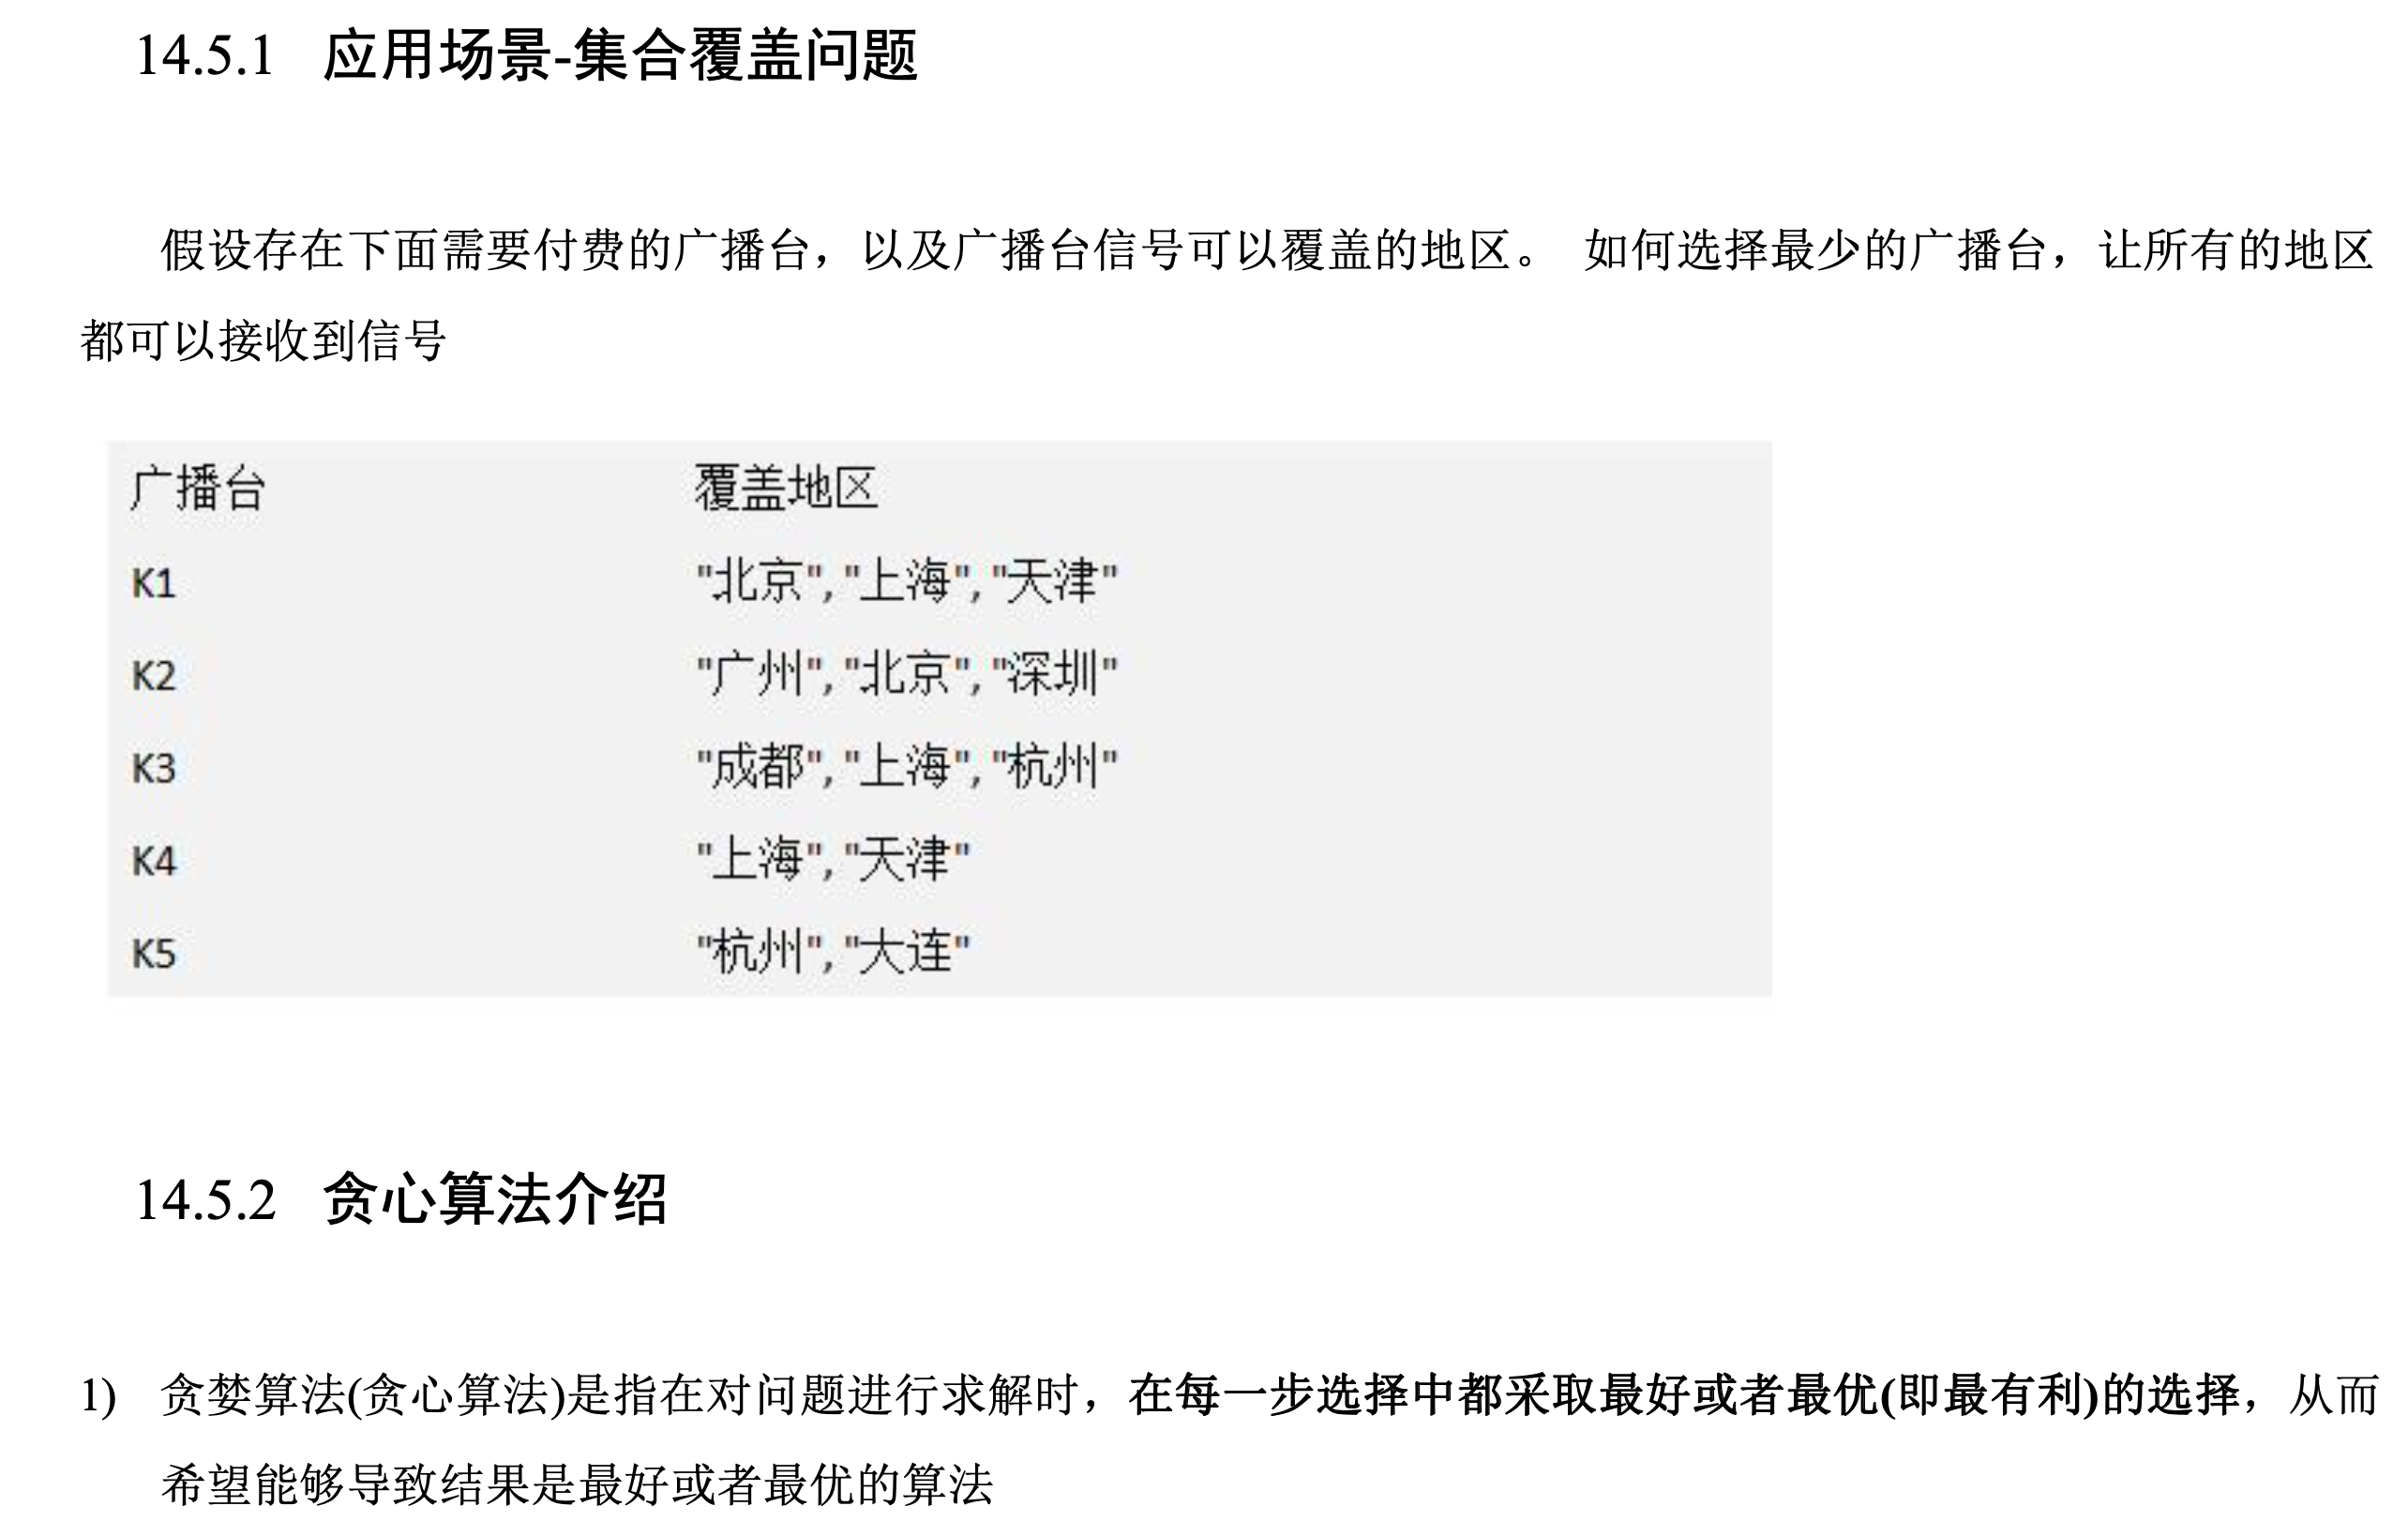 14.5.1 应用场景-集合覆盖问题
假设存在下面需要付费的广播台，以及广播台信号可以覆盖的地区。 如何选择最少的广播台，让所有的地区
都可以接收到信号
广播台 覆盖地区
K1 "北京", "上海", "天津"
K2 "广州", "北京", "深圳"
K3 "成都", "上海", "杭州"
K4 "上海", "天津"
K5 "杭州", "大连"
14.5.2 贪心算法介绍
1) 贪婪算法(贪心算法)是指在对问题进行求解时，在每一步选择中都采取最好或者最优(即最有利)的选择，从而
希望能够导致结果是最好或者最优的算法